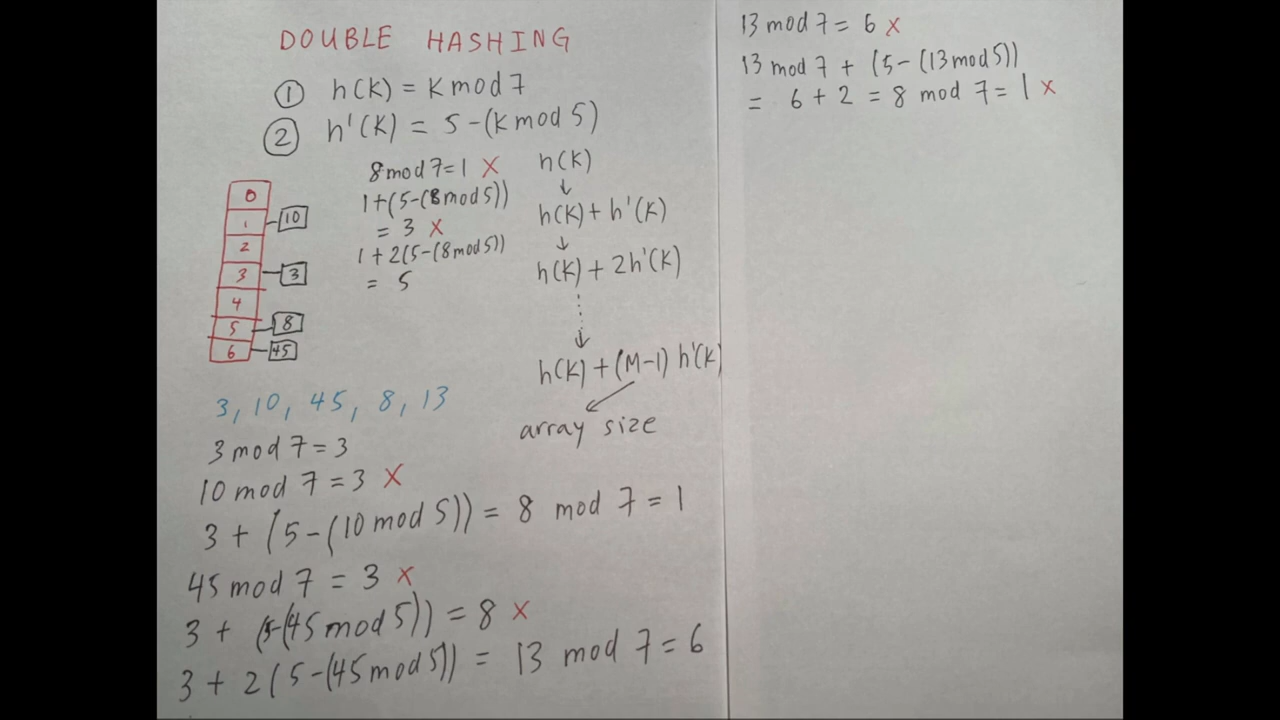 DOUBLE HASHING
① h(K) = K mod 7
② h'(K) = 5 - (K mod 5)
8 mod 7 = 1 X
1 + (5 - (8 mod 5))
= 3 X
1 + 2(5 - (8 mod 5))
= 5
h(K)
↓
h(K) + h'(K)
↓
h(K) + 2h'(K)
↓
h(K) + (M-1) h'(K)
array size
0
1 10
2
3 3
4
5 8
6 45
3, 10, 45, 8, 13
3 mod 7 = 3
10 mod 7 = 3 X
3 + (5 - (10 mod 5)) = 8 mod 7 = 1
45 mod 7 = 3 X
3 + (5-(45 mod 5)) = 8 X
3 + 2(5-(45 mod 5)) = 13 mod 7 = 6
13 mod 7 = 6 X
13 mod 7 + (5 - (13 mod 5))
= 6 + 2 = 8 mod 7 = 1 X